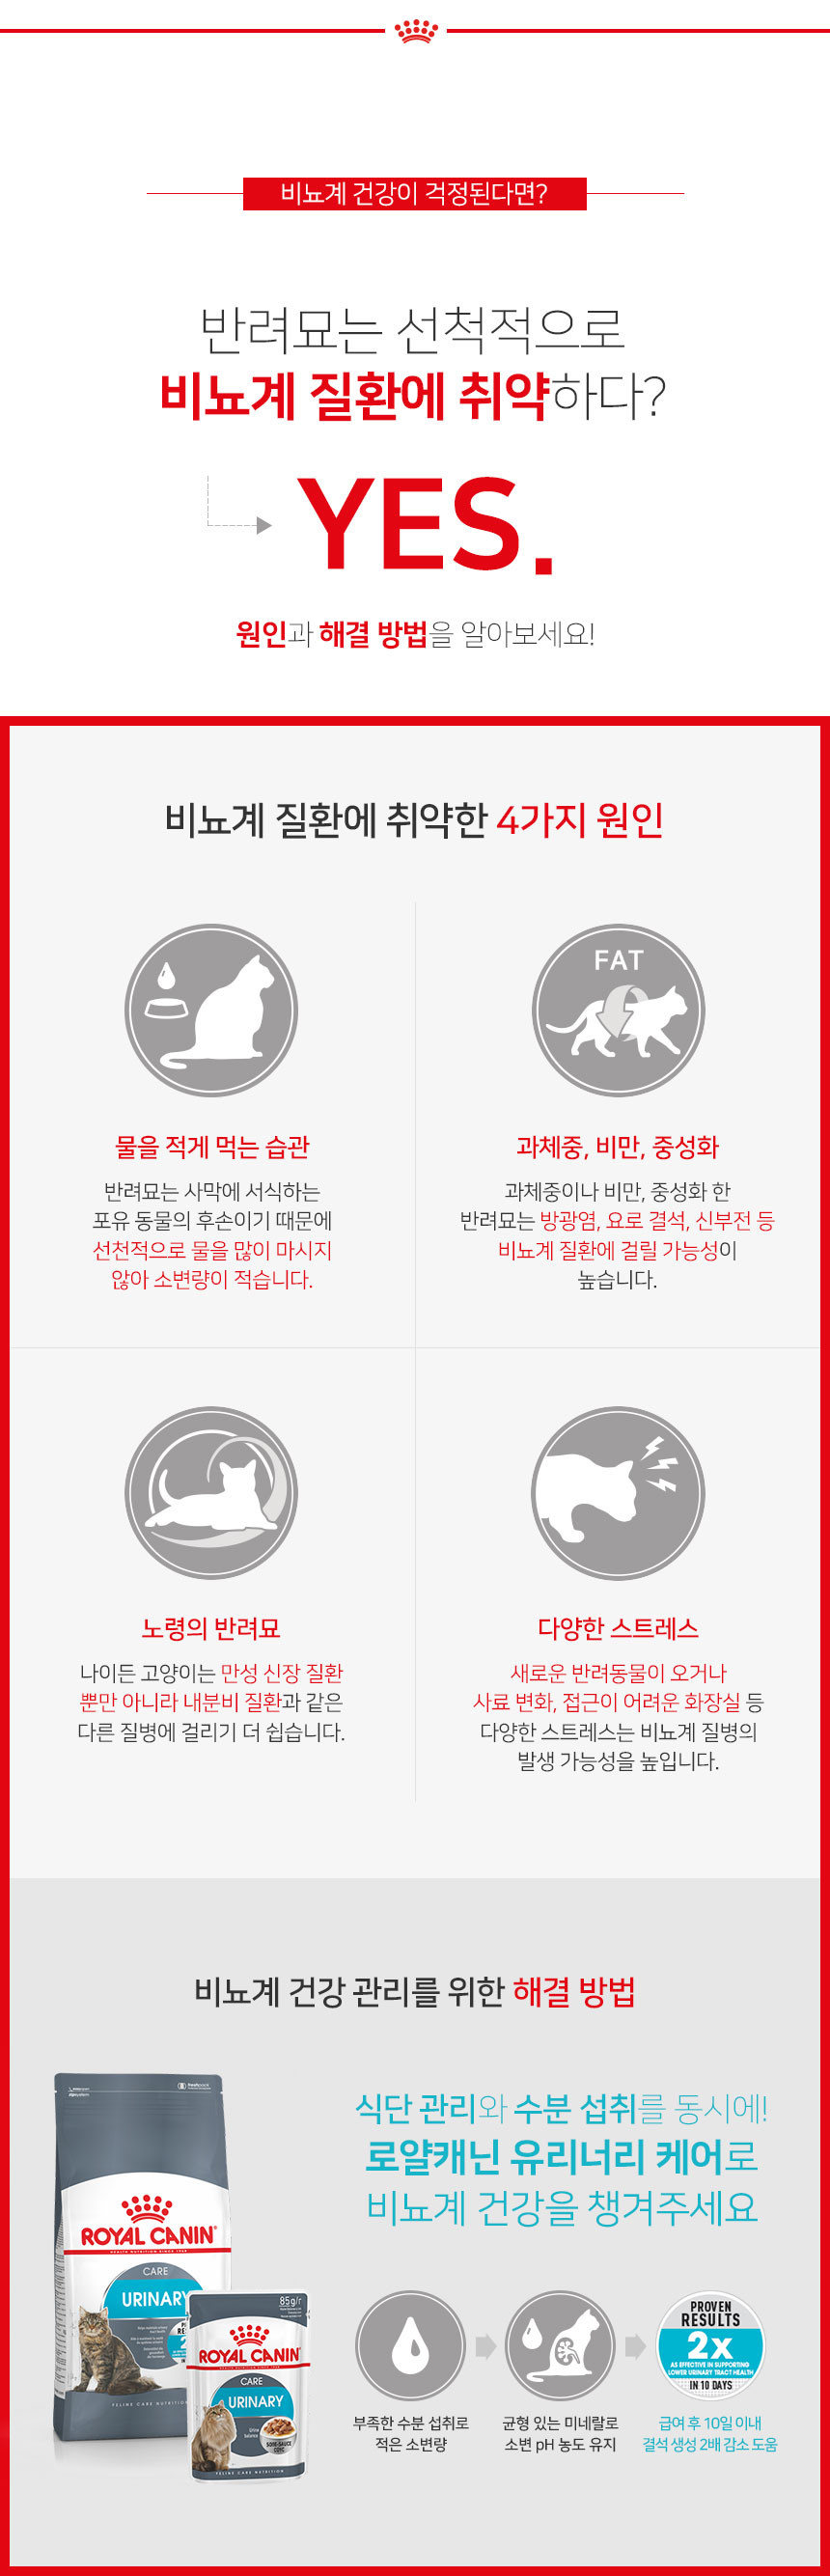 비뇨계 건강이 걱정된다면?
반려묘는 선척적으로
비뇨계 질환에 취약하다?
YES.
원인과 해결 방법을 알아보세요!
비뇨계 질환에 취약한 4가지 원인
물을 적게 먹는 습관
반려묘는 사막에 서식하는
포유 동물의 후손이기 때문에
선천적으로 물을 많이 마시지
않아 소변량이 적습니다.
FAT
과체중, 비만, 중성화
과체중이나 비만, 중성화 한
반려묘는 방광염, 요로 결석, 신부전 등
비뇨계 질환에 걸릴 가능성이
높습니다.
노령의 반려묘
나이든 고양이는 만성 신장 질환
뿐만 아니라 내분비 질환과 같은
다른 질병에 걸리기 더 쉽습니다.
다양한 스트레스
새로운 반려동물이 오거나
사료 변화, 접근이 어려운 화장실 등
다양한 스트레스는 비뇨계 질병의
발생 가능성을 높입니다.
비뇨계 건강 관리를 위한 해결 방법
식단 관리와 수분 섭취를 동시에!
로얄캐닌 유리너리 케어로
비뇨계 건강을 챙겨주세요
ROYAL CANIN
HEALTH NUTRITION SINCE 1968
CARE
URINARY
FELINE CARE NUTRITION
85g/r
ROYAL CANIN
CARE
URINARY
FELINE CARE NUTRITION
부족한 수분 섭취로
적은 소변량
균형 있는 미네랄로
소변 pH 농도 유지
PROVEN
RESULTS
2x
AS EFFECTIVE IN SUPPORTING
LOWER URINARY TRACT HEALTH
IN 10 DAYS
급여 후 10일 이내
결석 생성 2배 감소 도움